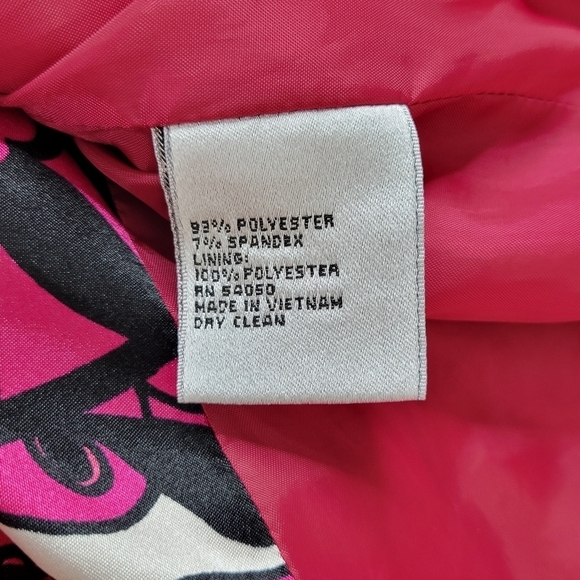 93% POLYESTER
7% SPANDEX
LINING:
100% POLYESTER
RN 54050
MADE IN VIETNAM
DRY CLEAN